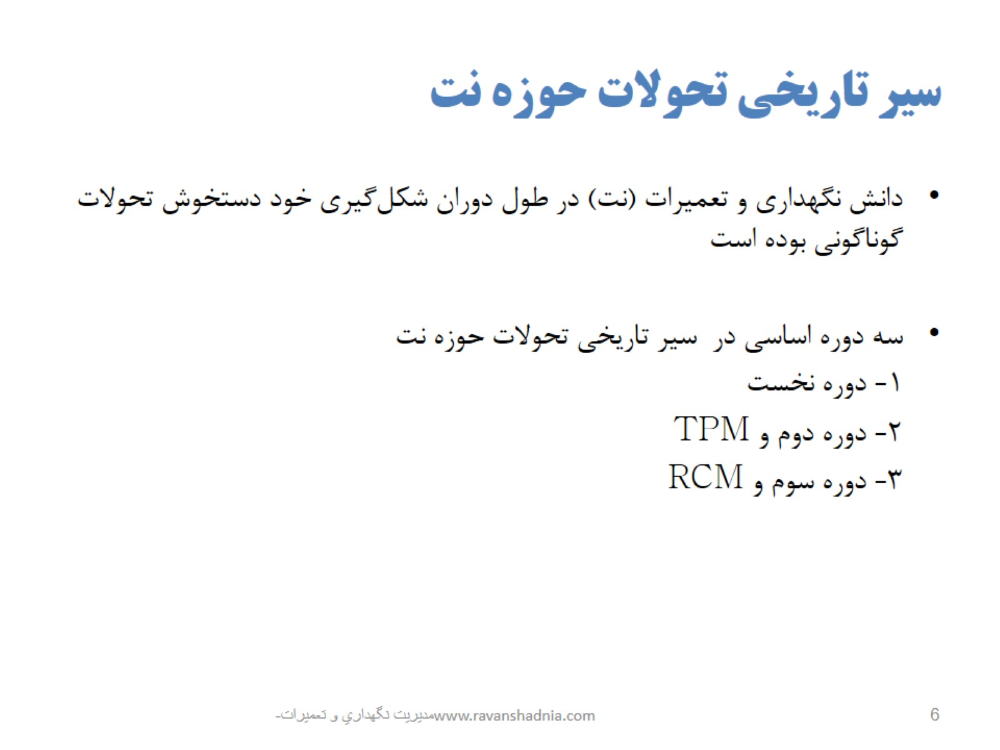 سیر تاریخی تحولات حوزه نت
• دانش نگهداری و تعمیرات (نت) در طول دوران شکل‌گیری خود دستخوش تحولات
گوناگونی بوده است
• سه دوره اساسی در سیر تاریخی تحولات حوزه نت
۱- دوره نخست
۲- دوره دوم و TPM
۳- دوره سوم و RCM
مديريت نگهداري و تعميرات-www.ravanshadnia.com
6